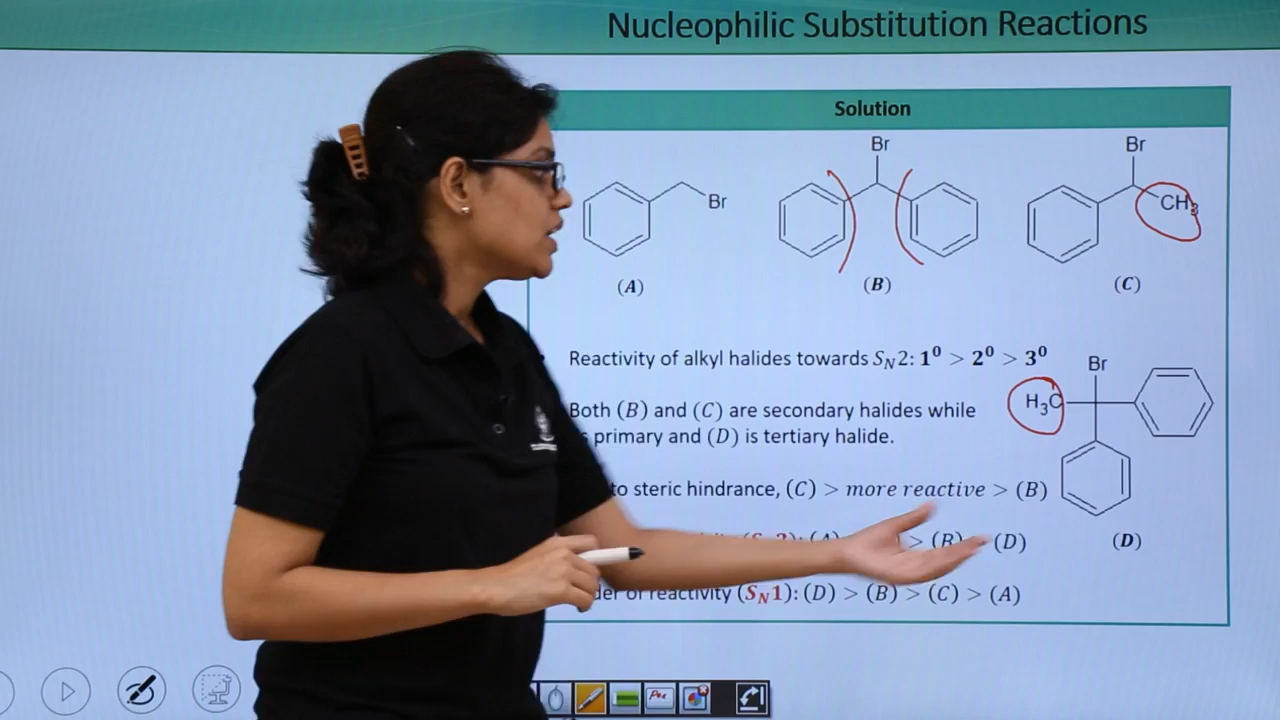 Nucleophilic Substitution Reactions
Solution
Br
Br
Br
CH3
(A)
(B)
(C)
Reactivity of alkyl halides towards SN2: 1⁰ > 2⁰ > 3⁰
Br
H3C
Both (B) and (C) are secondary halides while
primary and (D) is tertiary halide.
to steric hindrance, (C) > more reactive > (B)
> (B) (D)
(D)
of reactivity (SN1): (D) > (B) > (C) > (A)
Pen